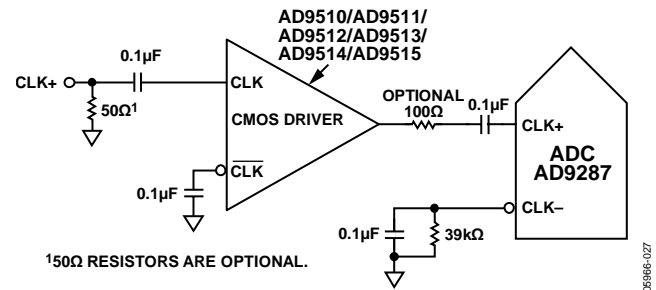 AD9510/AD9511/
AD9512/AD9513/
AD9514/AD9515
0.1µF
CLK+
50Ω1
CLK
CMOS DRIVER
CLK
0.1µF
OPTIONAL
100Ω
0.1µF
CLK+
ADC
AD9287
CLK–
0.1µF
39kΩ
150Ω RESISTORS ARE OPTIONAL.
05966-027